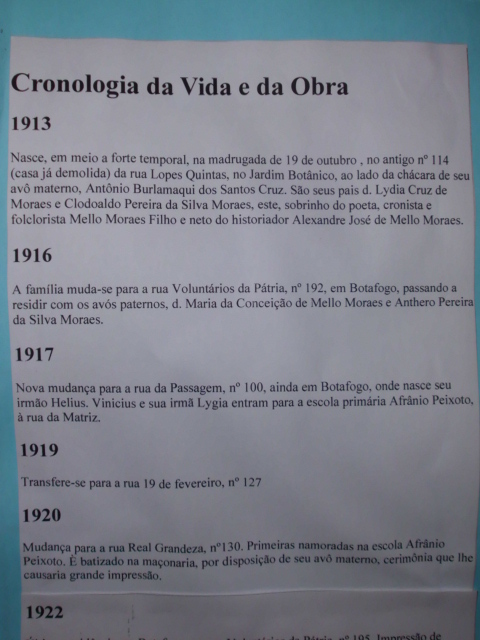 Cronologia da Vida e da Obra
1913
Nasce, em meio a forte temporal, na madrugada de 19 de outubro , no antigo nº 114
(casa já demolida) da rua Lopes Quintas, no Jardim Botânico, ao lado da chácara de seu
avô materno, Antônio Burlamaqui dos Santos Cruz. São seus pais d. Lydia Cruz de
Moraes e Clodoaldo Pereira da Silva Moraes, este, sobrinho do poeta, cronista e
folclorista Mello Moraes Filho e neto do historiador Alexandre José de Mello Moraes.
1916
A família muda-se para a rua Voluntários da Pátria, nº 192, em Botafogo, passando a
residir com os avós paternos, d. Maria da Conceição de Mello Moraes e Anthero Pereira
da Silva Moraes.
1917
Nova mudança para a rua da Passagem, nº 100, ainda em Botafogo, onde nasce seu
irmão Helius. Vinicius e sua irmã Lygia entram para a escola primária Afrânio Peixoto,
à rua da Matriz.
1919
Transfere-se para a rua 19 de fevereiro, nº 127
1920
Mudança para a rua Real Grandeza, nº130. Primeiras namoradas na escola Afrânio
Peixoto. È batizado na maçonaria, por disposição de seu avô materno, cerimônia que lhe
causaria grande impressão.
1922